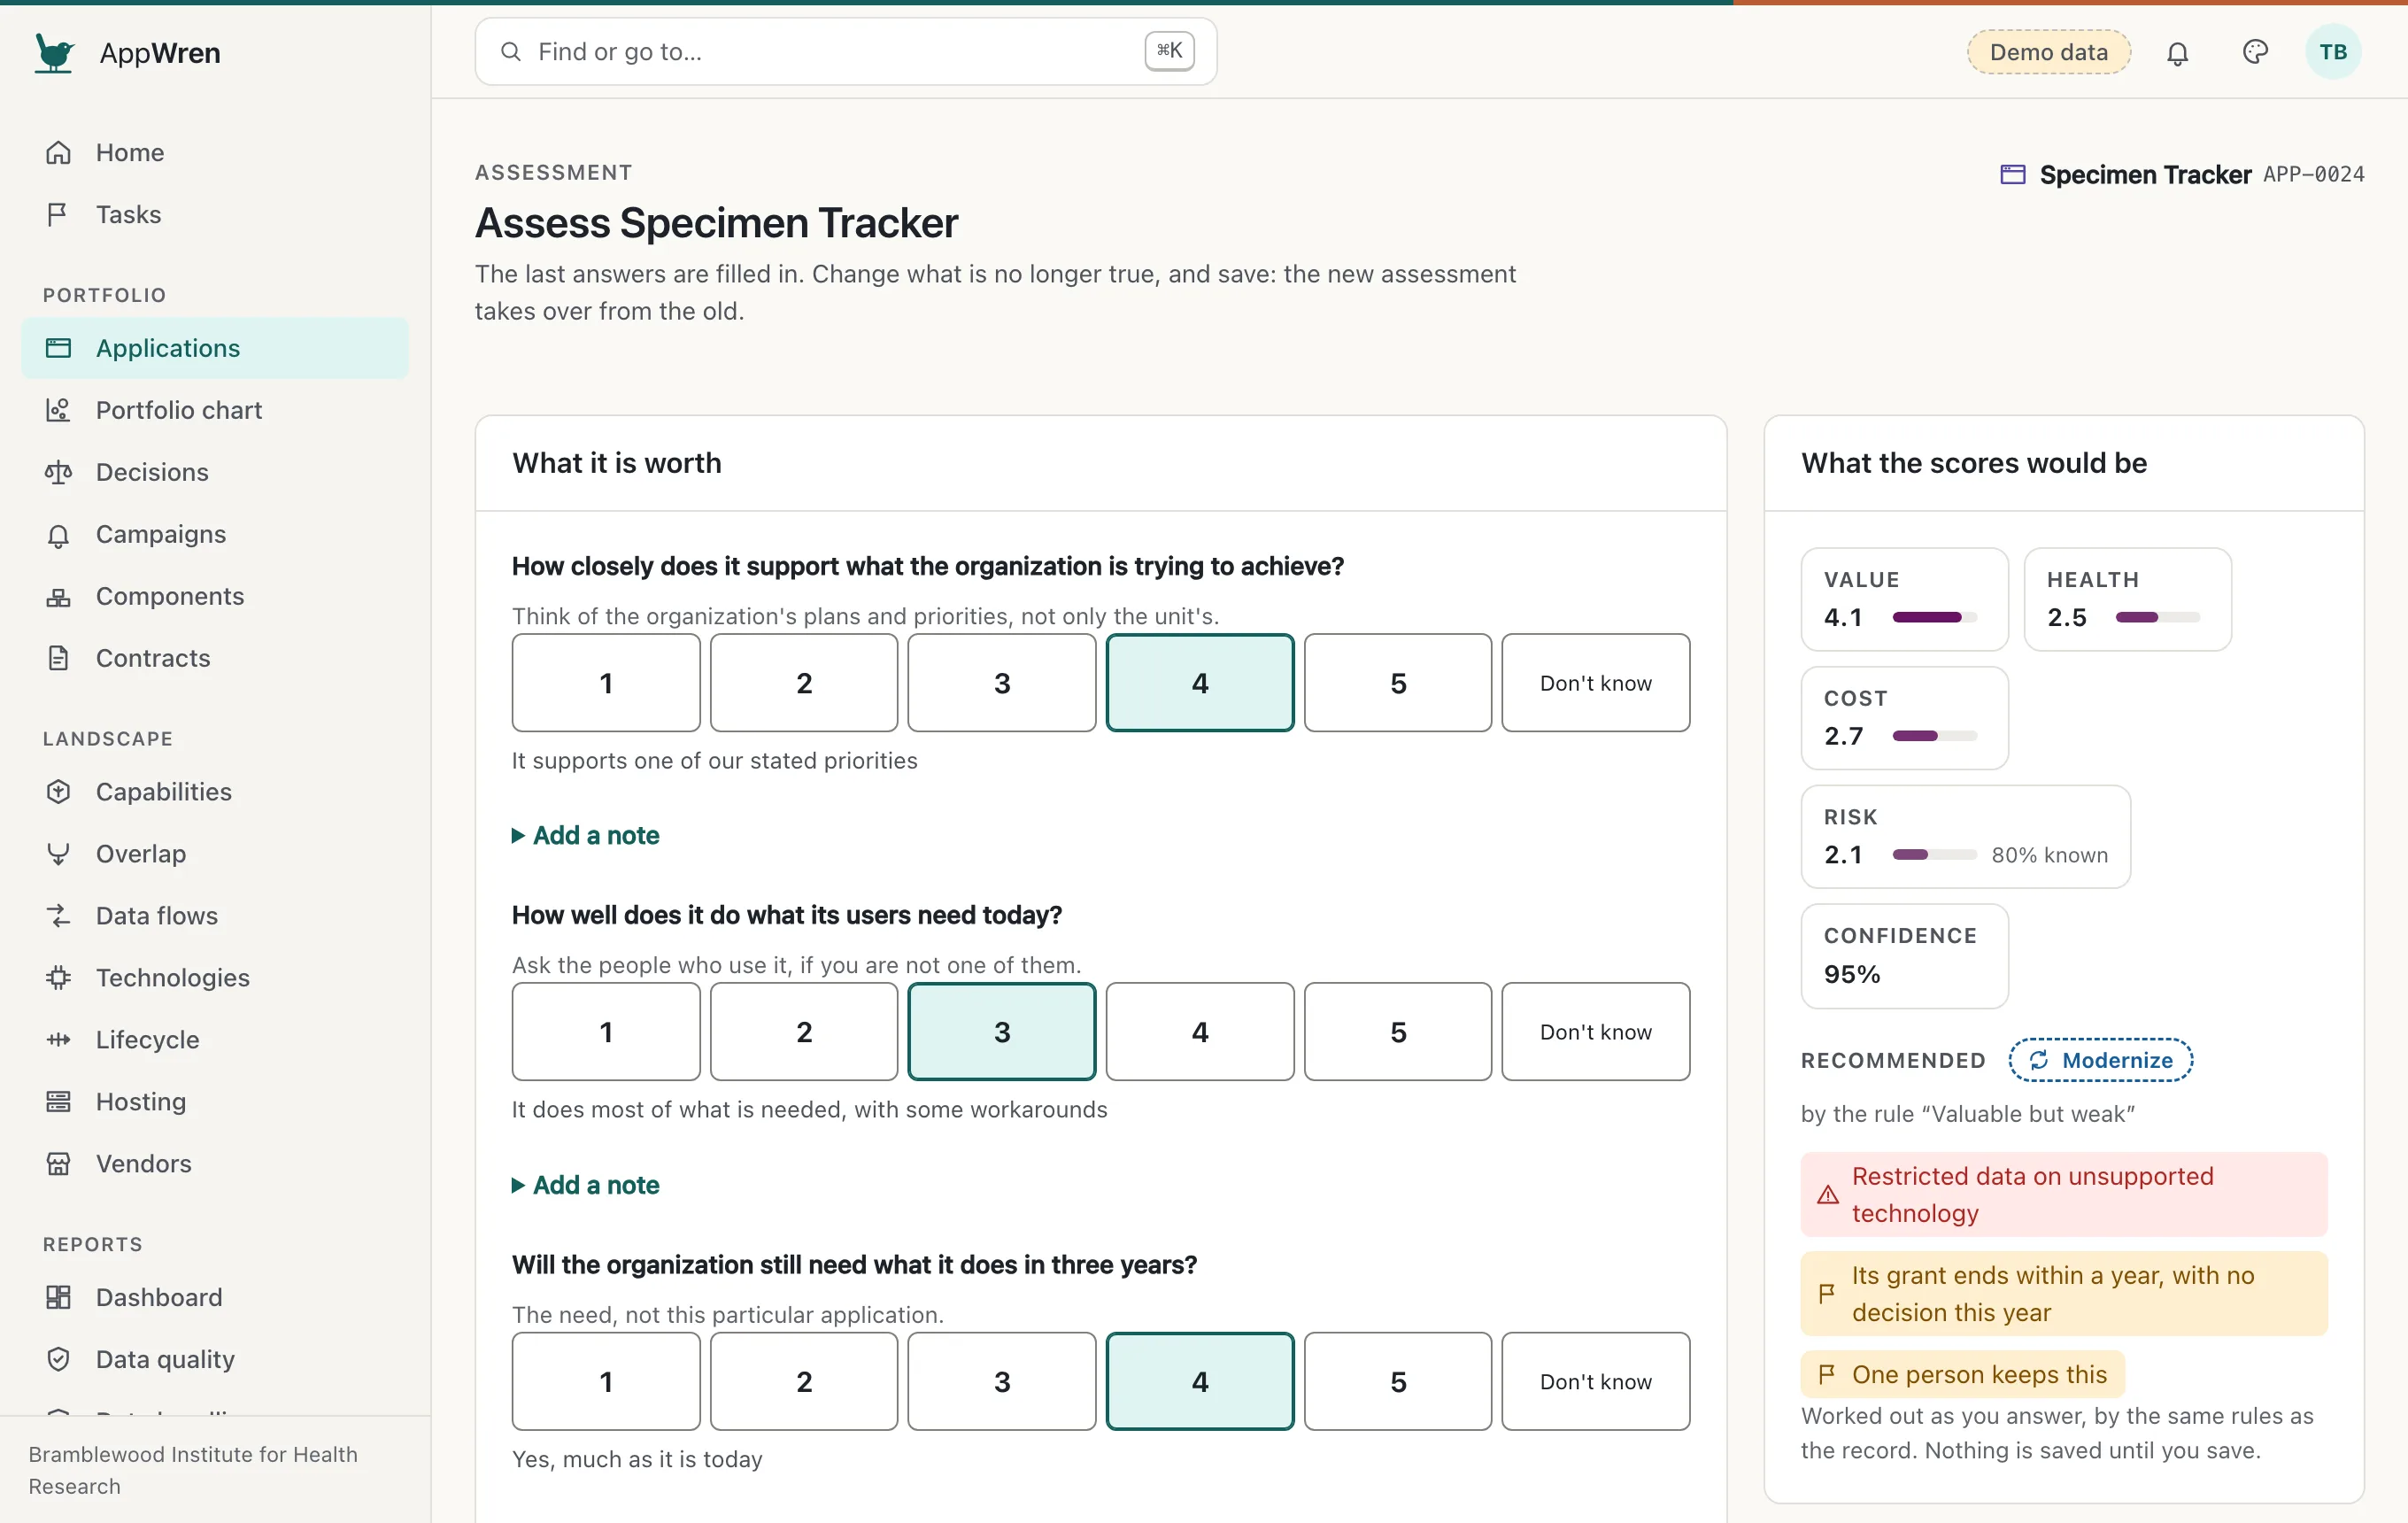 AppWren
Find or go to...
⌘K
Demo data
TB
Home
Tasks
PORTFOLIO
Applications
Portfolio chart
Decisions
Campaigns
Components
Contracts
LANDSCAPE
Capabilities
Overlap
Data flows
Technologies
Lifecycle
Hosting
Vendors
REPORTS
Dashboard
Data quality
Bramblewood Institute for Health
Research
ASSESSMENT
Assess Specimen Tracker
The last answers are filled in. Change what is no longer true, and save: the new assessment
takes over from the old.
Specimen Tracker APP-0024
What it is worth
How closely does it support what the organization is trying to achieve?
Think of the organization's plans and priorities, not only the unit's.
1 2 3 4 5 Don't know
It supports one of our stated priorities
▶ Add a note
How well does it do what its users need today?
Ask the people who use it, if you are not one of them.
1 2 3 4 5 Don't know
It does most of what is needed, with some workarounds
▶ Add a note
Will the organization still need what it does in three years?
The need, not this particular application.
1 2 3 4 5 Don't know
Yes, much as it is today
What the scores would be
VALUE
4.1
HEALTH
2.5
COST
2.7
RISK
2.1 80% known
CONFIDENCE
95%
RECOMMENDED Modernize
by the rule “Valuable but weak”
Restricted data on unsupported
technology
Its grant ends within a year, with no
decision this year
One person keeps this
Worked out as you answer, by the same rules as
the record. Nothing is saved until you save.